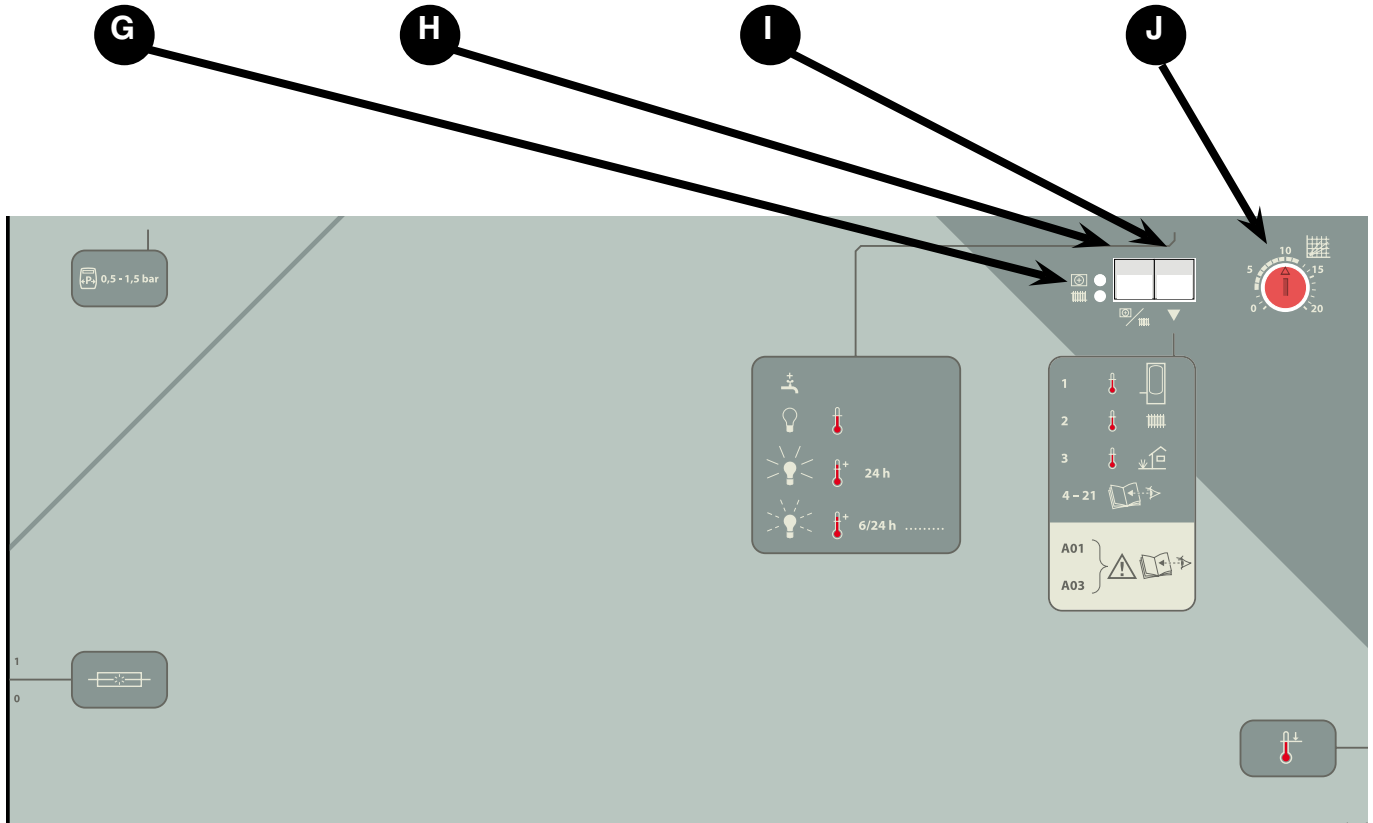 G H I J
+P+ 0,5 - 1,5 bar
0 5 10 15 20
+
+ 24 h
+ 6/24 h .........
1
2
3
4 – 21
A01
A03
!
1
0